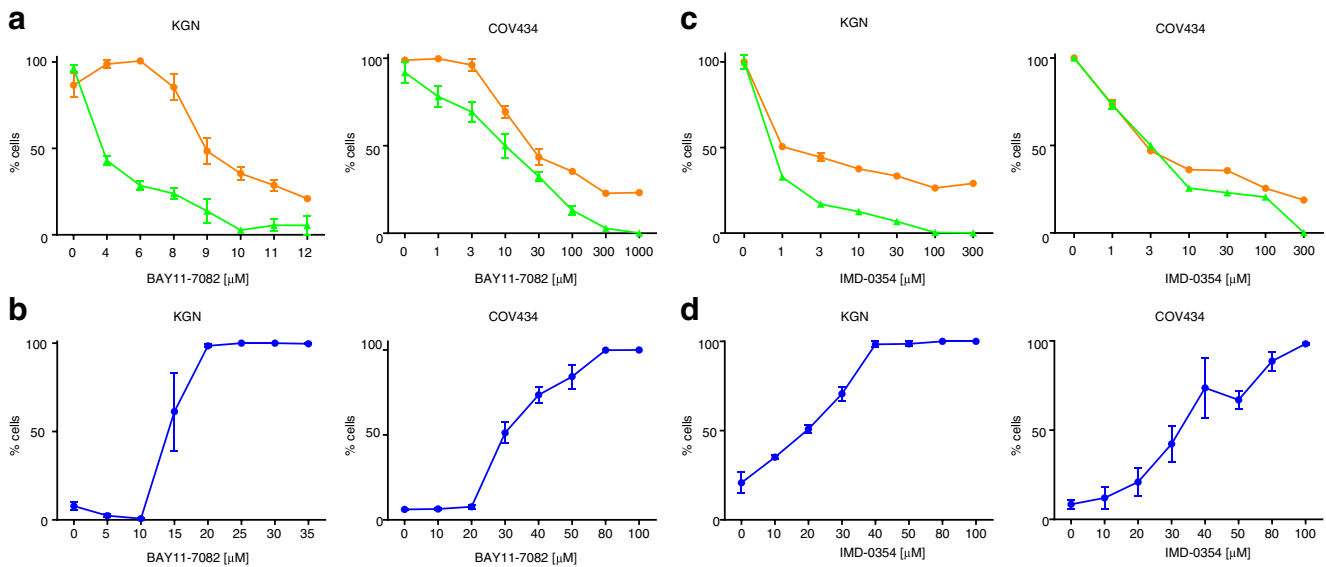 a
KGN
% cells
100
50
0
0 4 6 8 9 10 11 12
BAY11-7082 [μM]
COV434
% cells
100
50
0
0 1 3 10 30 100 300 1000
BAY11-7082 [μM]
c
KGN
% cells
100
50
0
0 1 3 10 30 100 300
IMD-0354 [μM]
COV434
% cells
100
50
0
0 1 3 10 30 100 300
IMD-0354 [μM]
b
KGN
% cells
100
50
0
0 5 10 15 20 25 30 35
BAY11-7082 [μM]
COV434
% cells
100
50
0
0 10 20 30 40 50 80 100
BAY11-7082 [μM]
d
KGN
% cells
100
50
0
0 10 20 30 40 50 80 100
IMD-0354 [μM]
COV434
% cells
100
50
0
0 10 20 30 40 50 80 100
IMD-0354 [μM]